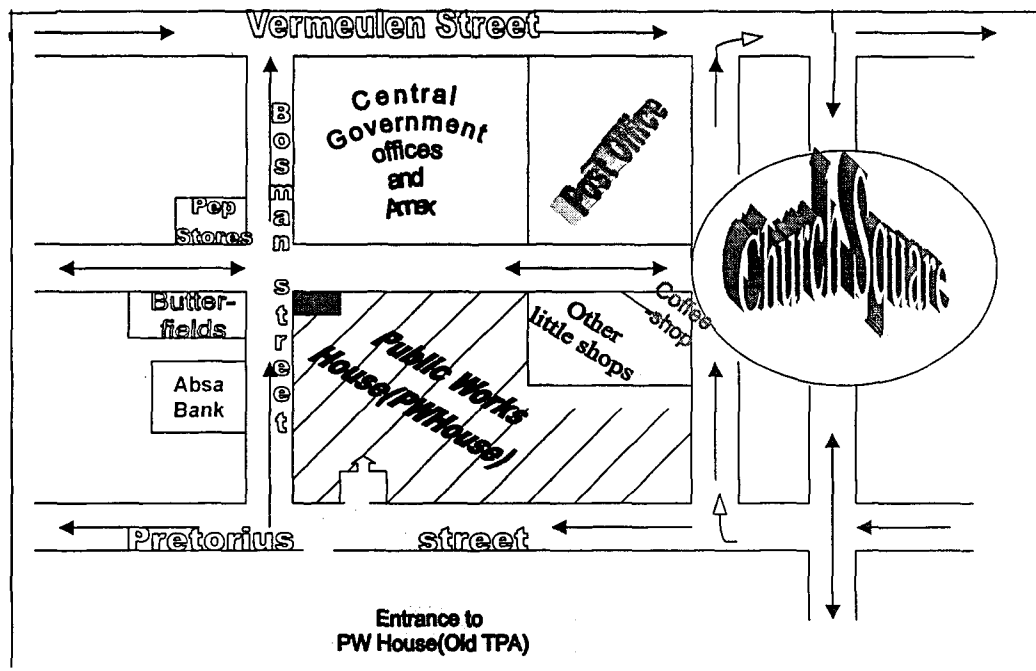 Vermeulen Street
Bosman street
Central
Government
offices
and
Annex
Post Office
Church Square
Pep
Stores
Butter-
fields
Absa
Bank
Public Works
House(PWHouse)
Other
little shops
Coffee
-shop
Pretorius street
Entrance to
PW House(Old TPA)